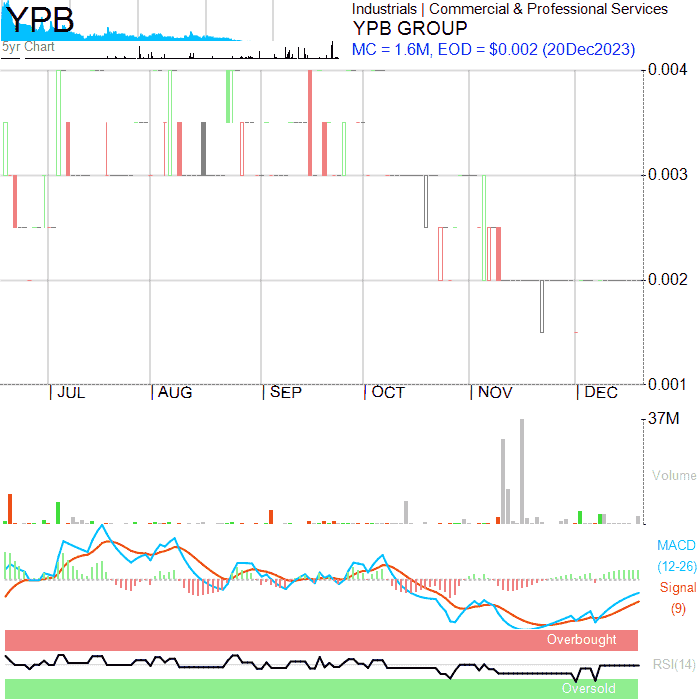 YPB
5yr Chart
Industrials | Commercial & Professional Services
YPB GROUP
MC = 1.6M, EOD = $0.002 (20Dec2023)
0.004
0.003
0.002
0.001
JUL
AUG
SEP
OCT
NOV
DEC
37M
Volume
MACD
(12-26)
Signal
(9)
Overbought
RSI(14)
Oversold